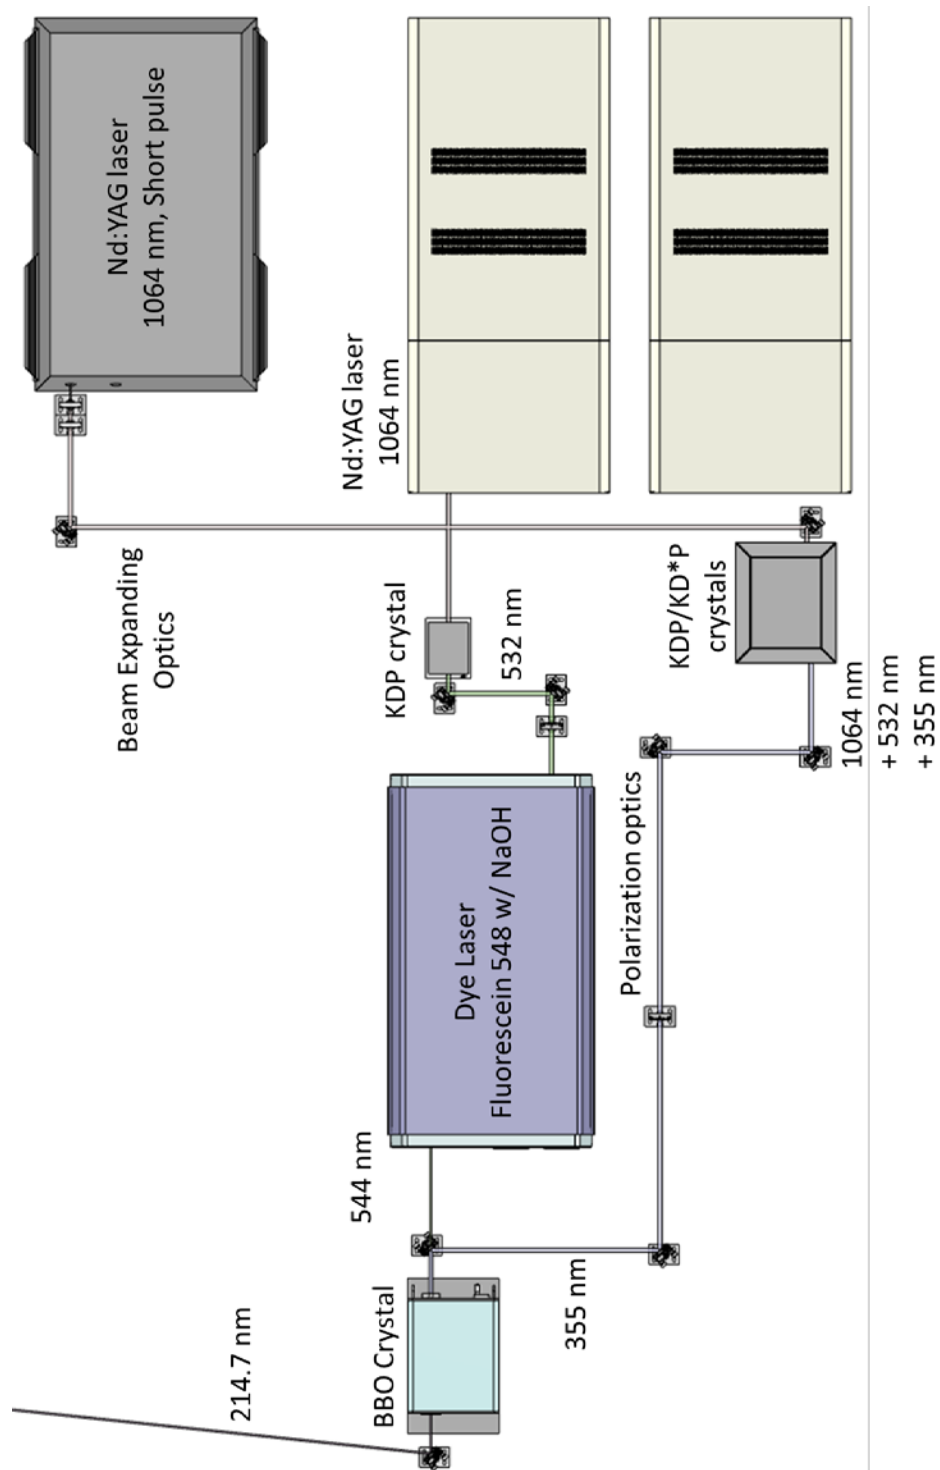 Nd:YAG laser
1064 nm, Short pulse
Nd:YAG laser
1064 nm
Beam Expanding
Optics
KDP crystal
532 nm
KDP/KD*P
crystals
1064 nm
+ 532 nm
+ 355 nm
Polarization optics
Dye Laser
Fluorescein 548 w/ NaOH
544 nm
355 nm
BBO Crystal
214.7 nm